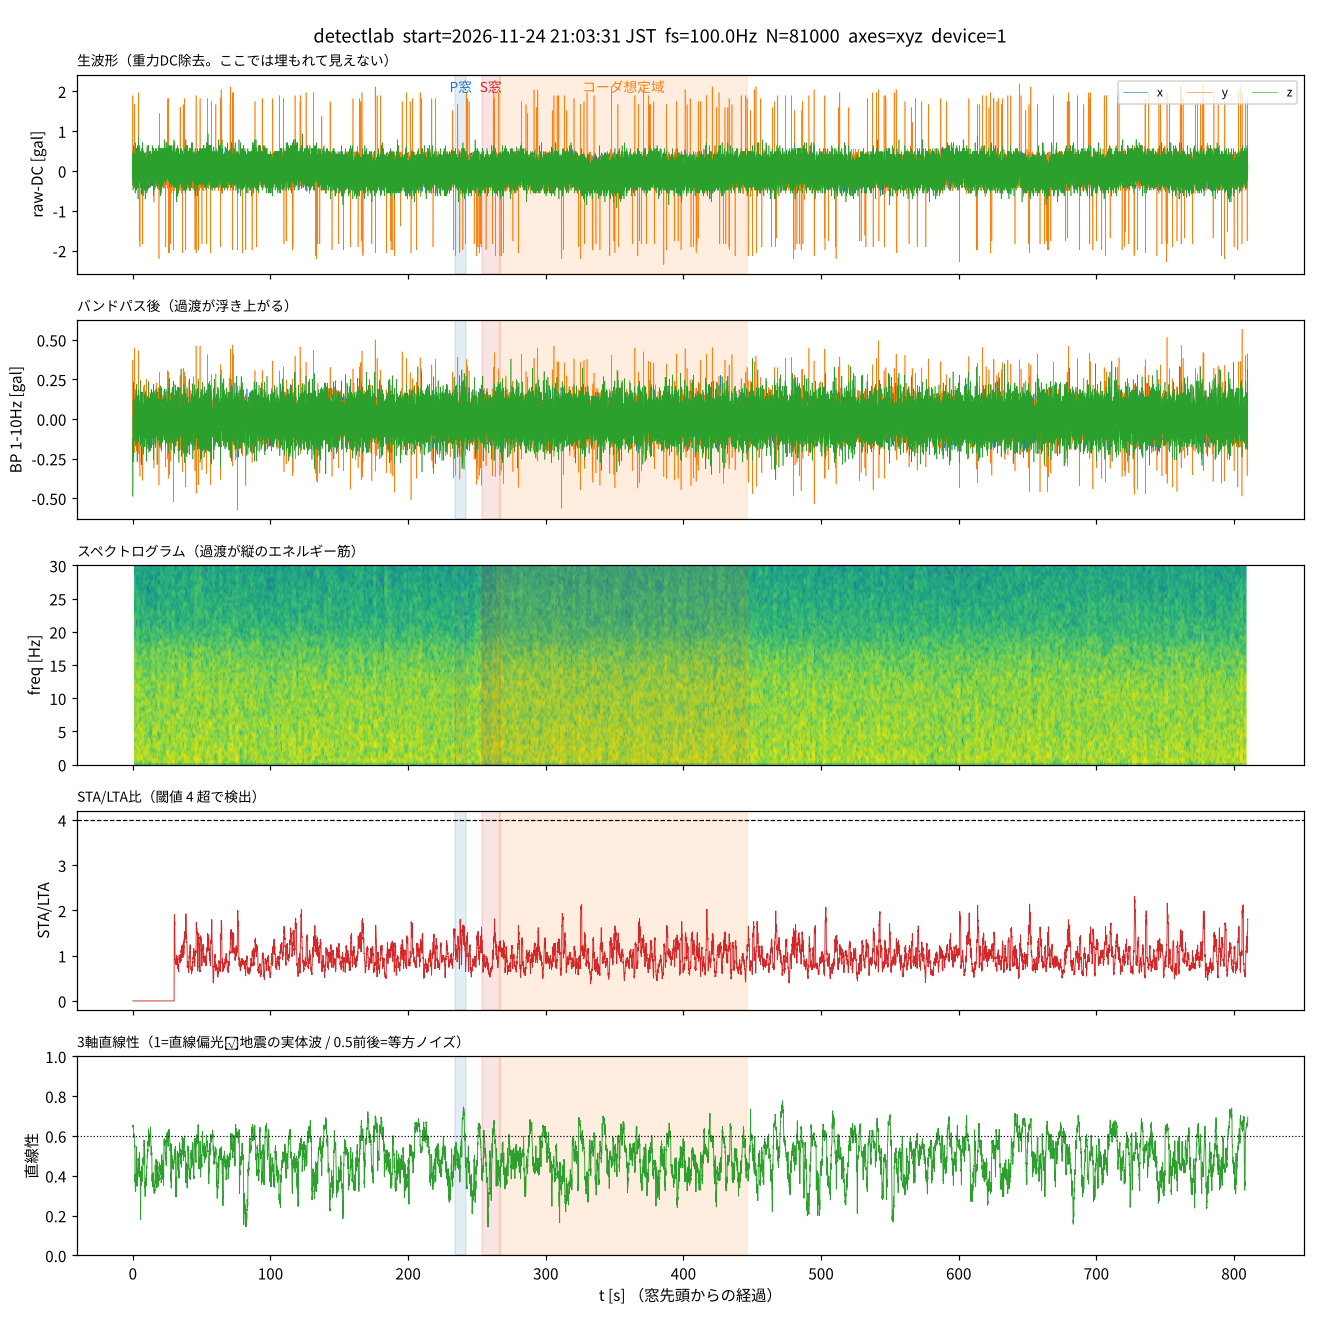 detectlab start=2026-11-24 21:03:31 JST fs=100.0Hz N=81000 axes=xyz device=1
生波形（重力DC除去。ここでは埋もれて見えない）
P窓 S窓 コーダ想定域
x y z
raw-DC [gal]
2
1
0
-1
-2
バンドパス後（過渡が浮き上がる）
BP 1-10Hz [gal]
0.50
0.25
0.00
-0.25
-0.50
スペクトログラム（過渡が縦のエネルギー筋）
freq [Hz]
30
25
20
15
10
5
0
STA/LTA比（閾値４超で検出）
STA/LTA
4
3
2
1
0
3軸直線性（1=直線偏光地震の実体波 / 0.5前後=等方ノイズ）
直線性
1.0
0.8
0.6
0.4
0.2
0.0
0 100 200 300 400 500 600 700 800
t [s] （窓先頭からの経過）